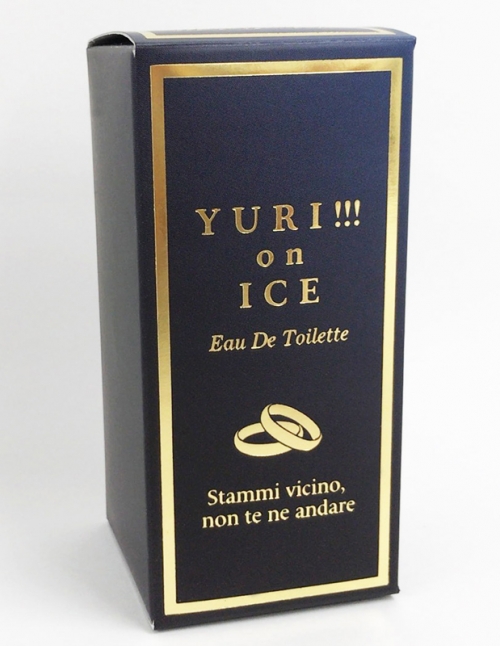 YURI!!!
on
ICE
Eau De Toilette
Stammi vicino,
non te ne andare